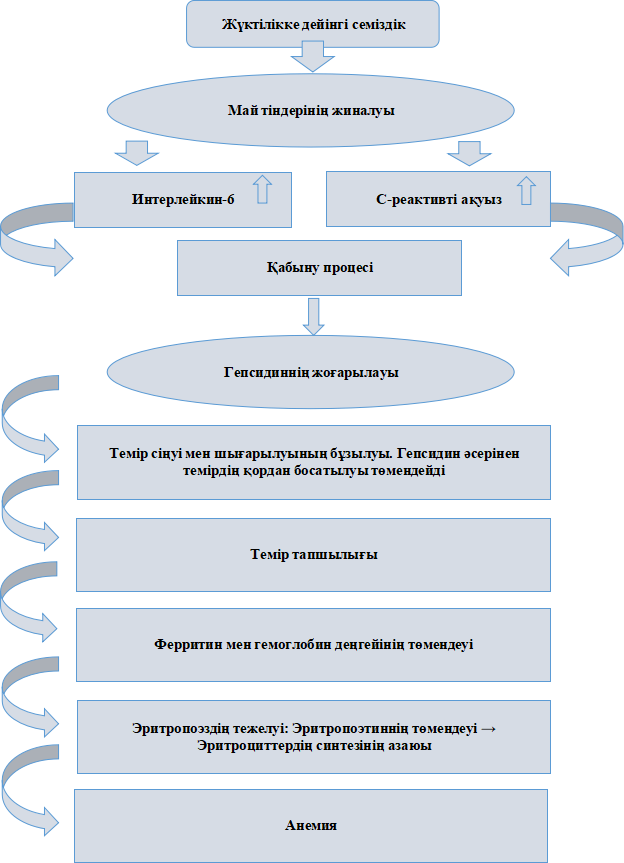 Жүктілікке дейінгі семіздік
Май тіндерінің жиналуы
Интерлейкин-6
С-реактивті ақуыз
Қабыну процесі
Гепсидиннің жоғарылауы
Темір сіңуі мен шығарылуының бұзылуы. Гепсидин әсерінен
темірдің қордан босатылуы төмендейді
Темір тапшылығы
Ферритин мен гемоглобин деңгейінің төмендеуі
Эритропоэздің тежелуі: Эритропоэтиннің төмендеуі →
Эритроциттердің синтезінің азаюы
Анемия